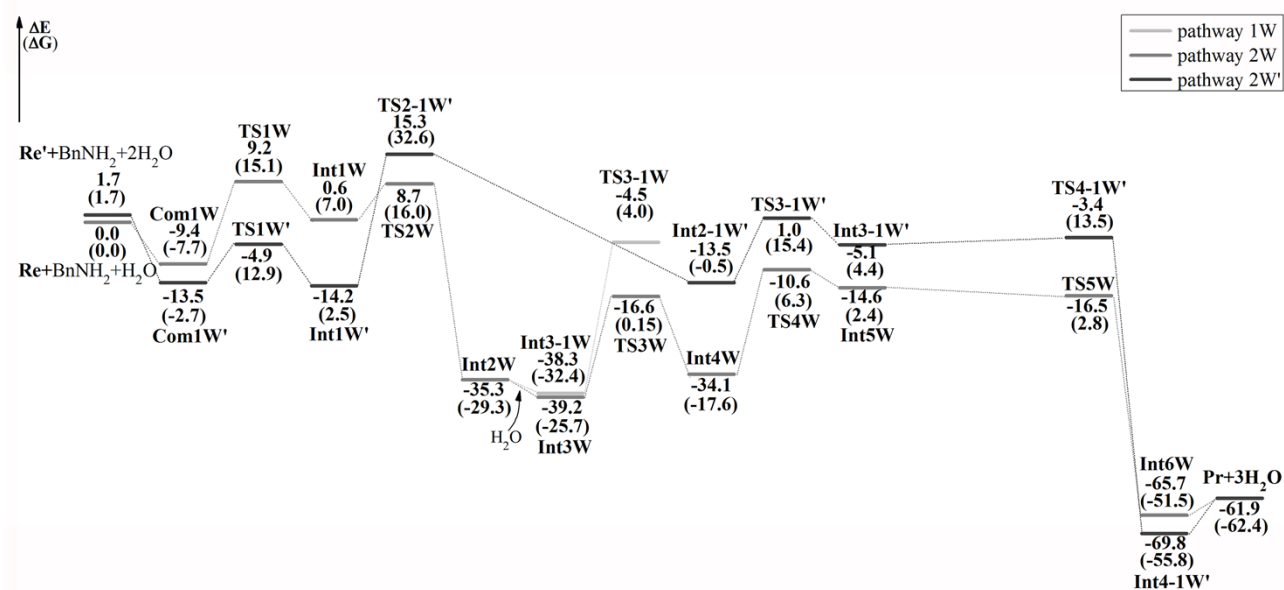 ΔE
(ΔG)
pathway 1W
pathway 2W
pathway 2W'
Re'+BnNH2+2H2O
1.7
(1.7)
0.0
(0.0)
Re+BnNH2+H2O
Com1W
-9.4
(-7.7)
-13.5
(-2.7)
Com1W'
TS1W
9.2
(15.1)
TS1W'
-4.9
(12.9)
Int1W
0.6
(7.0)
-14.2
(2.5)
Int1W'
TS2-1W'
15.3
(32.6)
8.7
(16.0)
TS2W
Int2W
-35.3
(-29.3)
H2O
Int3-1W
-38.3
(-32.4)
-39.2
(-25.7)
Int3W
TS3-1W
-4.5
(4.0)
-16.6
(0.15)
TS3W
Int2-1W'
-13.5
(-0.5)
Int4W
-34.1
(-17.6)
TS3-1W'
1.0
(15.4)
-10.6
(6.3)
TS4W
Int3-1W'
-5.1
(4.4)
-14.6
(2.4)
Int5W
TS4-1W'
-3.4
(13.5)
TS5W
-16.5
(2.8)
Int6W
-65.7
(-51.5)
-69.8
(-55.8)
Int4-1W'
Pr+3H2O
-61.9
(-62.4)